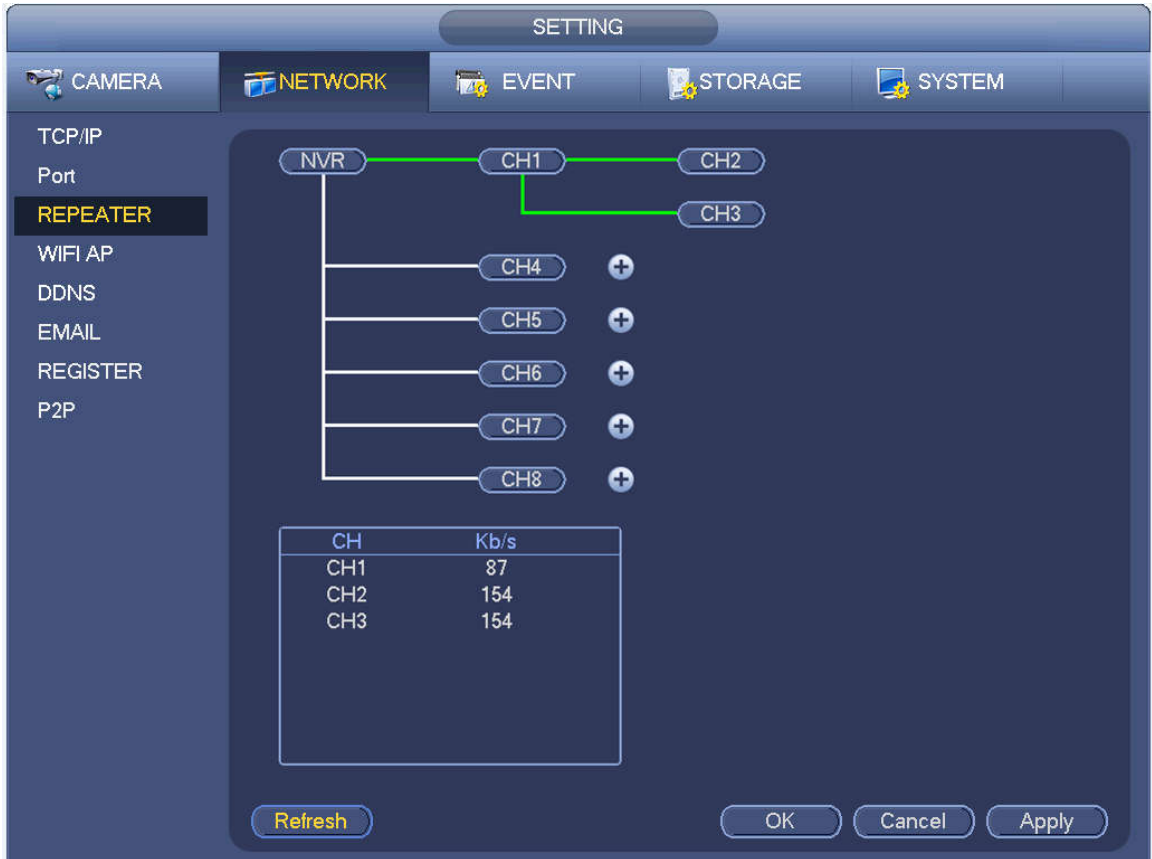 SETTING
CAMERA NETWORK EVENT STORAGE SYSTEM
TCP/IP
Port
REPEATER
WIFI AP
DDNS
EMAIL
REGISTER
P2P
NVR CH1 CH2
CH3
CH4
CH5
CH6
CH7
CH8
CH Kb/s
CH1 87
CH2 154
CH3 154
Refresh OK Cancel Apply